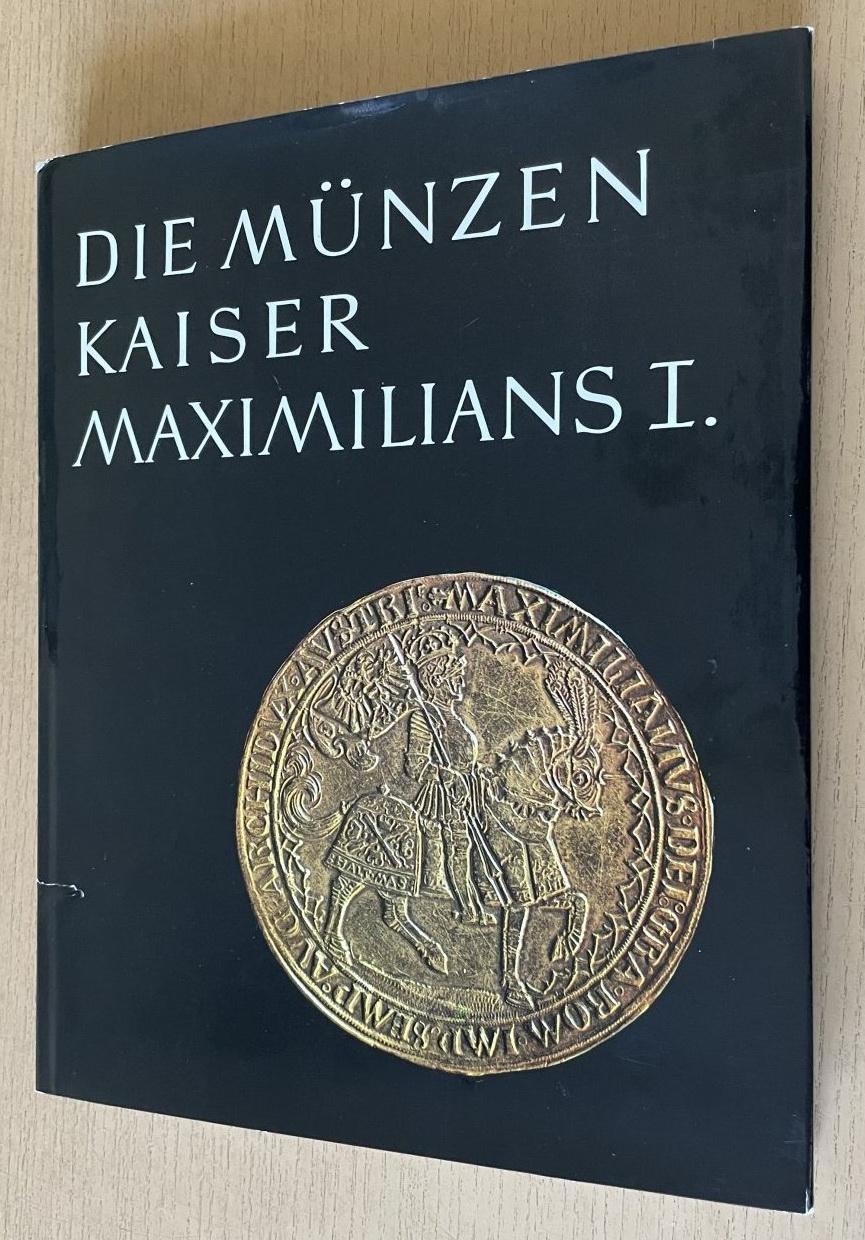 DIE MÜNZEN
KAISER
MAXIMILIANS I.
MAXIMILIANVS·DEI·GRA·ROM·IMP·SEMP·AVG·ARCHIDVX·AVSTRI